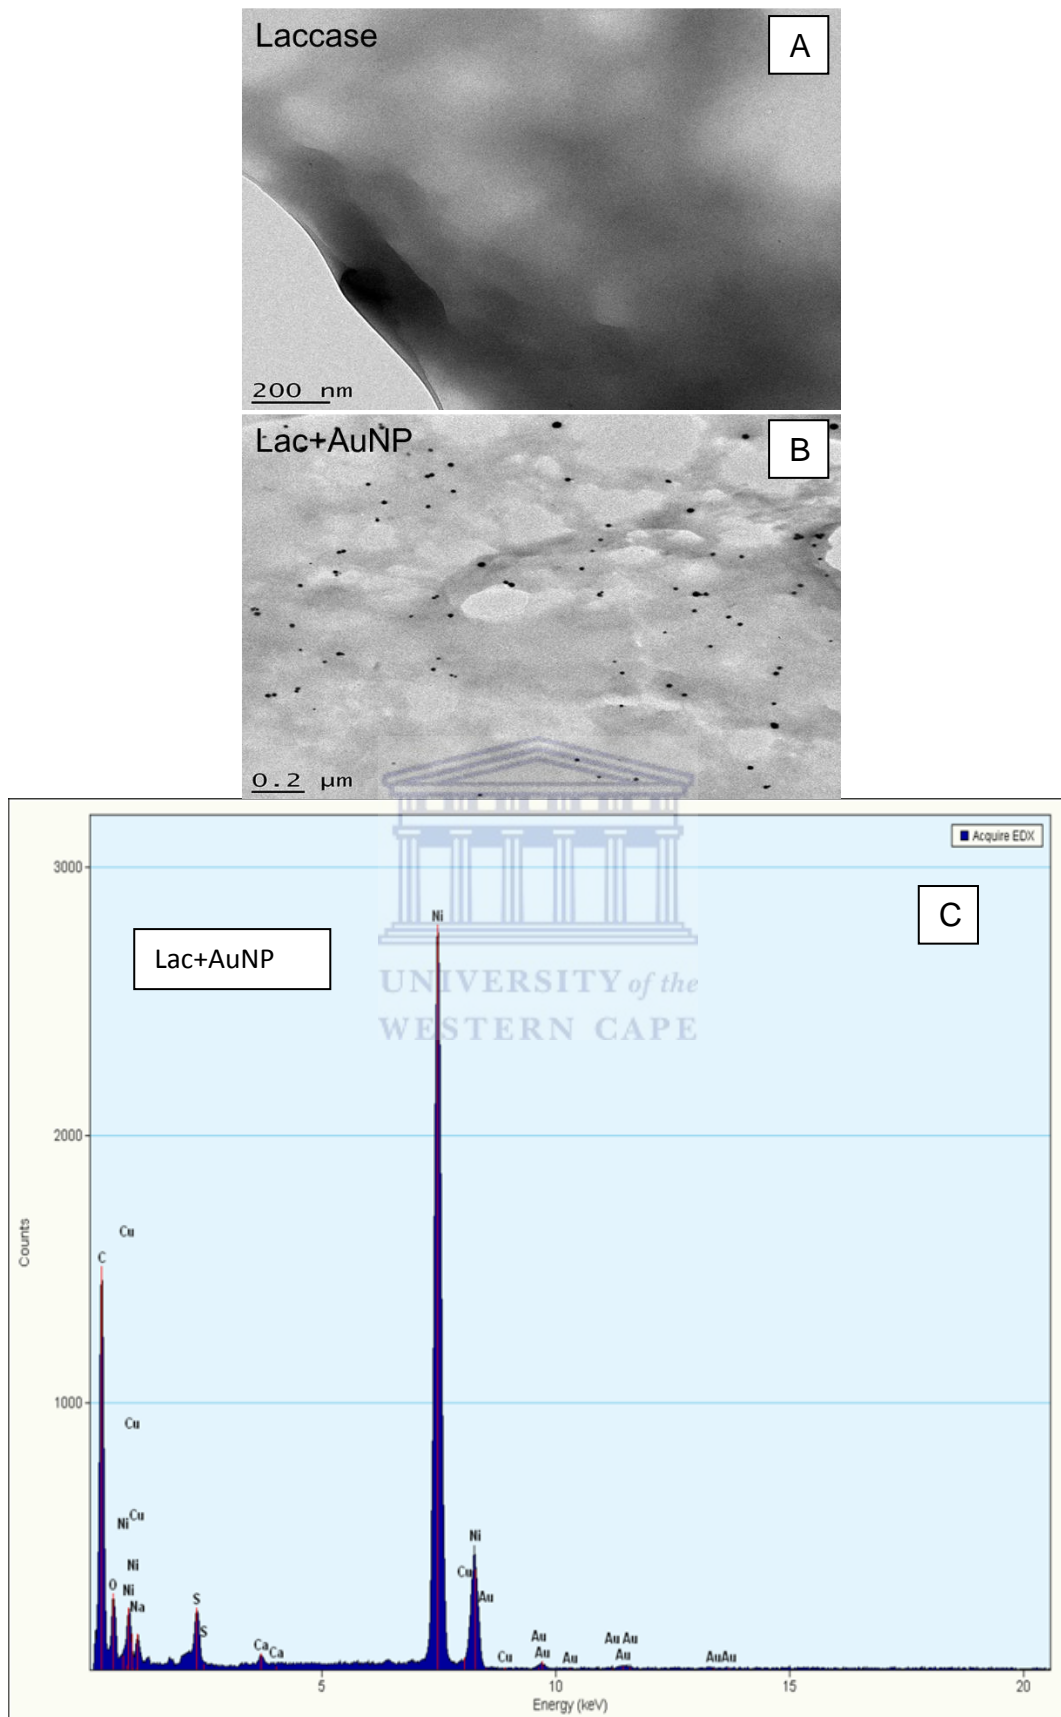 Laccase
A
200 nm
Lac+AuNP
B
0.2 µm
Acquire EDX
3000
C
Ni
Lac+AuNP
UNIVERSITY of the
WESTERN CAPE
2000
Counts
Cu
C
1000
Cu
Cu
Ni
Ni
Ni
Cu
Ni
O
Ni
Au
S
Na
S
Au
Au Au
Ca
Ca
Cu
Au
Au
Au
AuAu
5
10
15
20
Energy (keV)